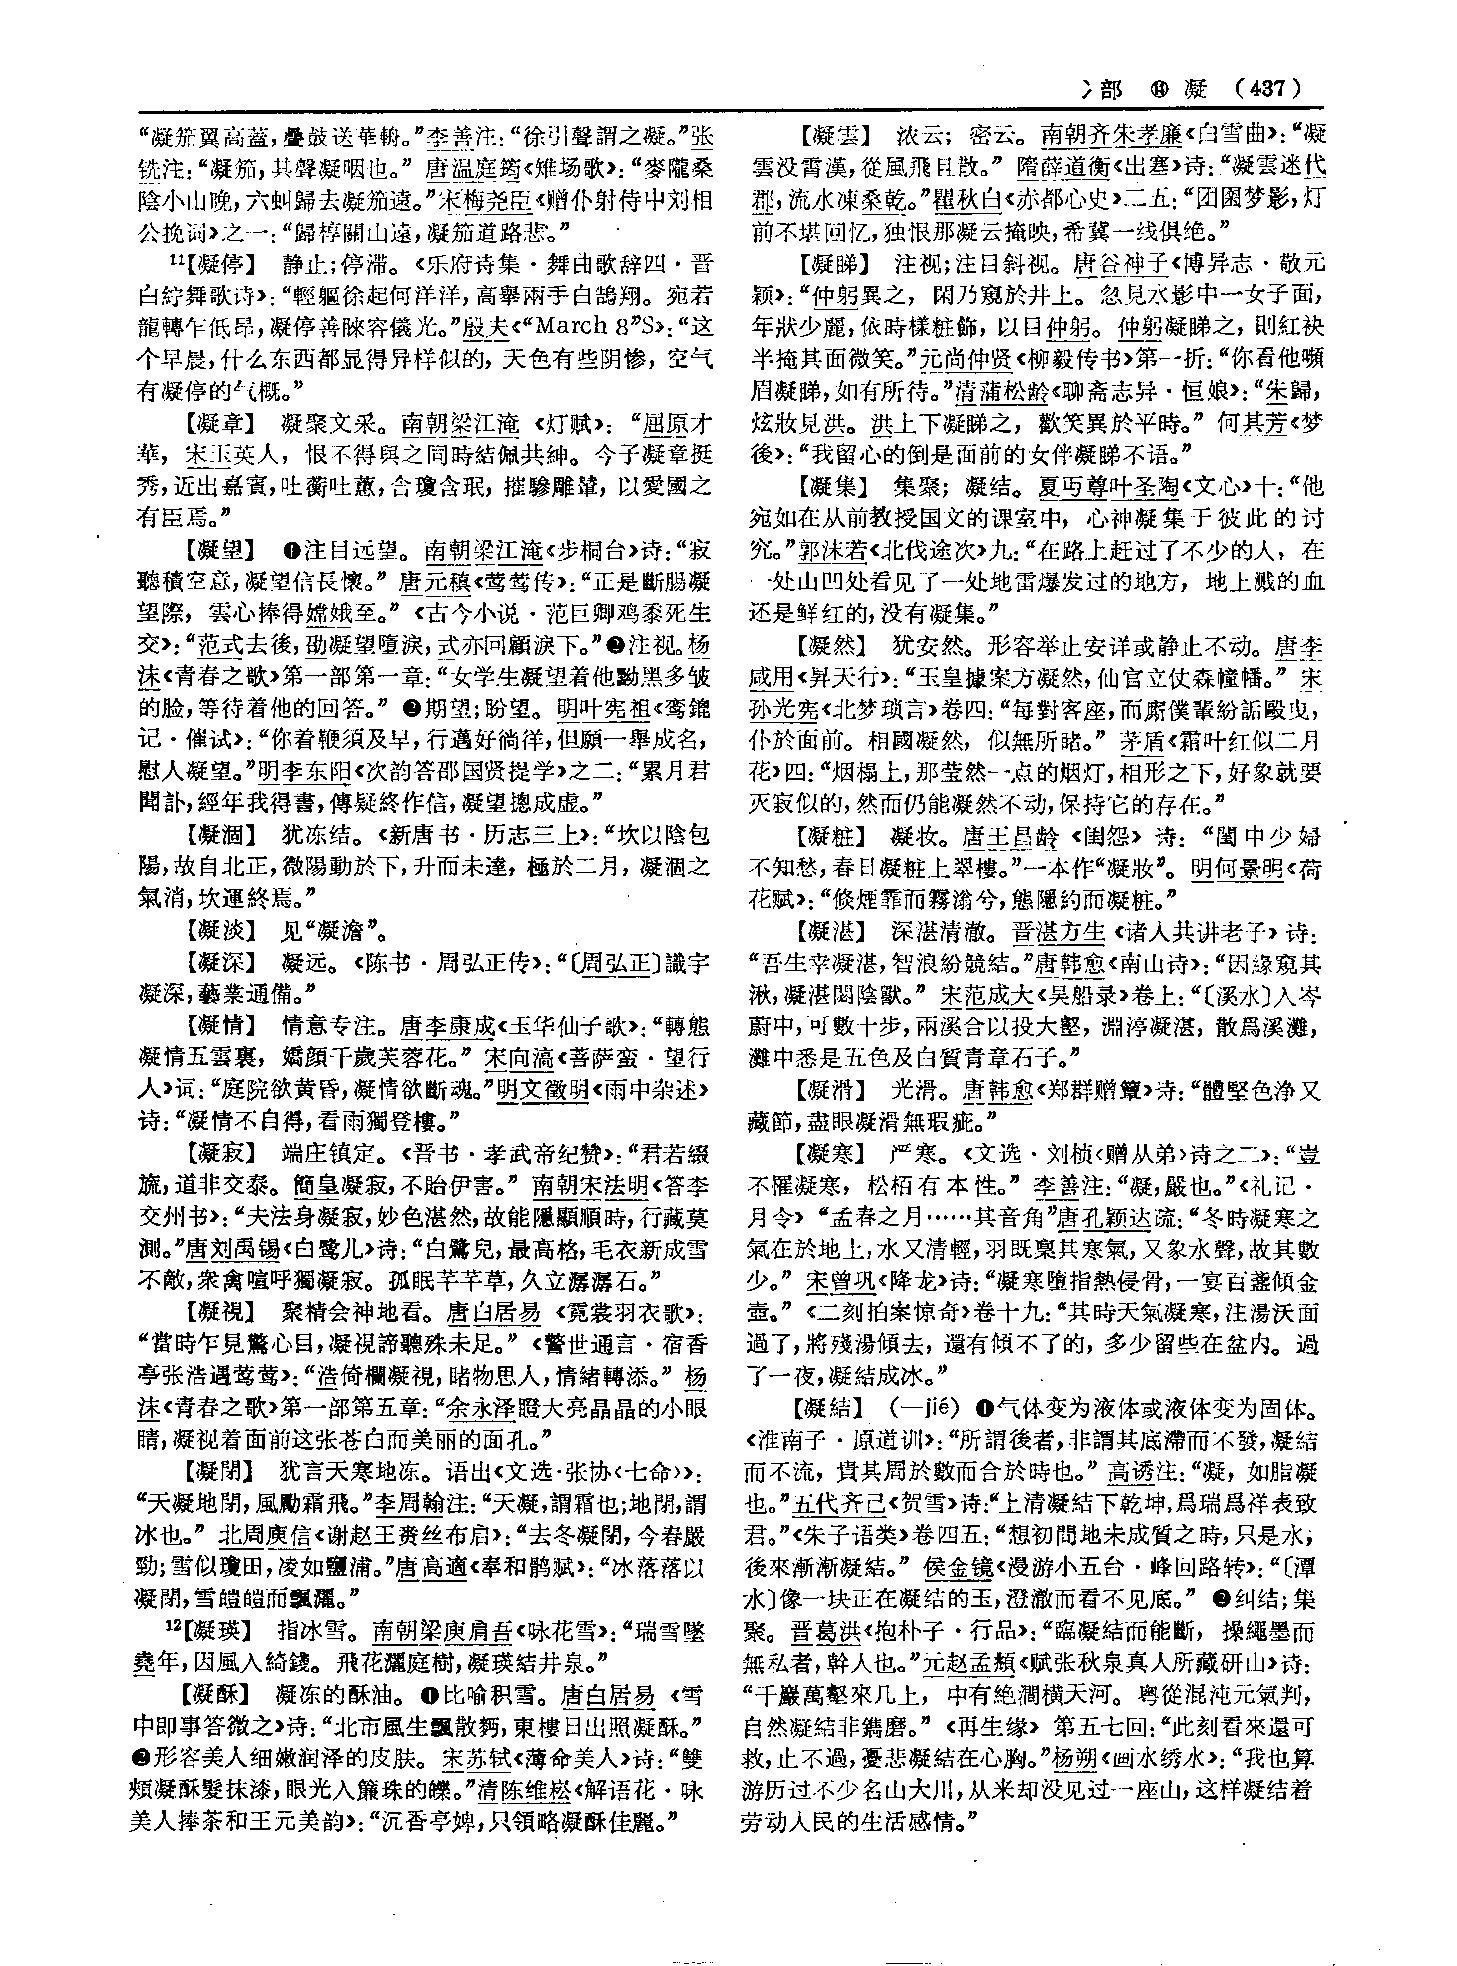 冫部 ⑭ 凝 (437)
“凝笳翼高蓋，疊鼓送華輈。”李善注：“徐引聲謂之凝。”张
铣注：“凝笳，其聲凝咽也。” 唐温庭筠《雉场歌》：“麥隴桑
陰小山晚，六虯歸去凝笳遠。”宋梅尧臣《赠仆射侍中刘相
公挽词》之一：“歸椁關山遠，凝笳道路悲。”
11【凝停】 静止；停滞。《乐府诗集·舞曲歌辞四·晋
白紵舞歌诗》：“輕軀徐起何洋洋，高舉兩手白鵠翔。宛若
龍轉乍低昂，凝停善睞容儀光。”殷夫《“March 8”S》：“这
个早晨，什么东西都显得异样似的，天色有些阴惨，空气
有凝停的气概。”
【凝章】 凝聚文采。南朝梁江淹《灯赋》：“屈原才
華，宋玉英人，恨不得與之同時結佩共紳。今子凝章挺
秀，近出嘉賓，吐蘅吐蕙，含瓊含珉，摧驂雕輦，以愛國之
有臣焉。”
【凝望】 ❶注目远望。南朝梁江淹《步桐台》诗：“寂
聽積空意，凝望信長懷。” 唐元稹《莺莺传》：“正是斷腸凝
望際，雲心捧得嫦娥至。” 《古今小说·范巨卿鸡黍死生
交》：“范式去後，劭凝望墮淚，式亦回顧淚下。”❷注视。杨
沫《青春之歌》第一部第一章：“女学生凝望着他黝黑多皱
的脸，等待着他的回答。” ❸期望；盼望。明叶宪祖《鸾鎞
记·催试》：“你着鞭須及早，行邁好徜徉，但願一舉成名，
慰人凝望。”明李东阳《次韵答邵国贤提学》之二：“累月君
聞訃，經年我得書，傳疑終作信，凝望摠成虚。”
【凝涸】 犹冻结。《新唐书·历志三上》：“坎以陰包
陽，故自北正，微陽動於下，升而未達，極於二月，凝涸之
氣消，坎運終焉。”
【凝淡】 见“凝澹”。
【凝深】 凝远。《陈书·周弘正传》：“〔周弘正〕識宇
凝深，藝業通備。”
【凝情】 情意专注。唐李康成《玉华仙子歌》：“轉態
凝情五雲裏，嬌顔千歲芙蓉花。” 宋向滈《菩萨蛮·望行
人》词：“庭院欲黄昏，凝情欲斷魂。”明文徵明《雨中杂述》
诗：“凝情不自得，看雨獨登樓。”
【凝寂】 端庄镇定。《晋书·孝武帝纪赞》：“君若綴
旒，道非交泰。簡皇凝寂，不貽伊害。” 南朝宋法明《答李
交州书》：“夫法身凝寂，妙色湛然，故能隱顯順時，行藏莫
測。”唐刘禹锡《白鹭儿》诗：“白鷺兒，最高格，毛衣新成雪
不敵，衆禽喧呼獨凝寂。孤眠芊芊草，久立潺潺石。”
【凝視】 聚精会神地看。唐白居易《霓裳羽衣歌》：
“當時乍見驚心目，凝視諦聽殊未足。” 《警世通言·宿香
亭张浩遇莺莺》：“浩倚欄凝視，睹物思人，情緒轉添。” 杨
沫《青春之歌》第一部第五章：“余永泽瞪大亮晶晶的小眼
睛，凝视着面前这张苍白而美丽的面孔。”
【凝閉】 犹言天寒地冻。语出《文选·张协〈七命〉》：
“天凝地閉，風勵霜飛。”李周翰注：“天凝，謂霜也；地閉，謂
冰也。” 北周庾信《谢赵王赉丝布启》：“去冬凝閉，今春嚴
勁；雪似瓊田，凌如鹽浦。”唐高適《奉和鹘赋》：“冰落落以
凝閉，雪皚皚而飄灑。”
12【凝瑛】 指冰雪。南朝梁庾肩吾《咏花雪》：“瑞雪墜
堯年，因風入綺錢。飛花灑庭樹，凝瑛結井泉。”
【凝酥】 凝冻的酥油。❶比喻积雪。唐白居易《雪
中即事答微之》诗：“北市風生飄散麪，東樓日出照凝酥。”
❷形容美人细嫩润泽的皮肤。宋苏轼《薄命美人》诗：“雙
頰凝酥髮抹漆，眼光入簾珠的皪。”清陈维崧《解语花·咏
美人捧茶和王元美韵》：“沉香亭婢，只領略凝酥佳麗。”
【凝雲】 浓云；密云。南朝齐朱孝廉《白雪曲》：“凝
雲没霄漢，從風飛且散。” 隋薛道衡《出塞》诗：“凝雲迷代
郡，流水凍桑乾。”瞿秋白《赤都心史》二五：“团圞梦影，灯
前不堪回忆，独恨那凝云掩映，希冀一线俱绝。”
【凝睇】 注视；注目斜视。唐谷神子《博异志·敬元
颖》：“仲躬異之，閑乃窺於井上。忽見水影中一女子面，
年狀少麗，依時樣粧飾，以目仲躬。仲躬凝睇之，則紅袂
半掩其面微笑。”元尚仲贤《柳毅传书》第一折：“你看他嚬
眉凝睇，如有所待。”清蒲松龄《聊斋志异·恒娘》：“朱歸，
炫妝見洪。洪上下凝睇之，歡笑異於平時。” 何其芳《梦
後》：“我留心的倒是面前的女伴凝睇不语。”
【凝集】 集聚；凝结。夏丏尊叶圣陶《文心》十：“他
宛如在从前教授国文的课室中，心神凝集于彼此的讨
究。”郭沫若《北伐途次》九：“在路上赶过了不少的人，在
一处山凹处看见了一处地雷爆发过的地方，地上溅的血
还是鲜红的，没有凝集。”
【凝然】 犹安然。形容举止安详或静止不动。唐李
咸用《昇天行》：“玉皇據案方凝然，仙官立仗森幢幡。” 宋
孙光宪《北梦琐言》卷四：“每對客座，而廝僕輩紛詬毆曳，
仆於面前。相國凝然，似無所睹。” 茅盾《霜叶红似二月
花》四：“烟榻上，那莹然一点的烟灯，相形之下，好象就要
灭寂似的，然而仍能凝然不动，保持它的存在。”
【凝粧】 凝妆。唐王昌龄《闺怨》诗：“閨中少婦
不知愁，春日凝粧上翠樓。”一本作“凝妝”。明何景明《荷
花赋》：“倏煙霏而霧滃兮，態隱約而凝粧。”
【凝湛】 深湛清澈。晋湛方生《诸人共讲老子》诗：
“吾生幸凝湛，智浪紛競結。”唐韩愈《南山诗》：“因緣窺其
湫，凝湛閟陰獸。” 宋范成大《吴船录》卷上：“〔溪水〕入岑
蔚中，可數十步，兩溪合以投大壑，淵渟凝湛，散爲溪灘，
灘中悉是五色及白質青章石子。”
【凝滑】 光滑。唐韩愈《郑群赠簟》诗：“體堅色净又
藏節，盡眼凝滑無瑕疵。”
【凝寒】 严寒。《文选·刘桢〈赠从弟〉诗之二》：“豈
不罹凝寒，松栢有本性。” 李善注：“凝，嚴也。”《礼记·
月令》“孟春之月……其音角”唐孔颖达疏：“冬時凝寒之
氣在於地上，水又清輕，羽既稟其寒氣，又象水聲，故其數
少。” 宋曾巩《降龙》诗：“凝寒墮指熱侵骨，一宴百盞傾金
壺。” 《二刻拍案惊奇》卷十九：“其時天氣凝寒，注湯沃面
過了，將殘湯傾去，還有傾不了的，多少留些在盆内。過
了一夜，凝結成冰。”
【凝結】（—jié）❶气体变为液体或液体变为固体。
《淮南子·原道训》：“所謂後者，非謂其底滯而不發，凝結
而不流，貴其周於數而合於時也。” 高诱注：“凝，如脂凝
也。”五代齐己《贺雪》诗：“上清凝結下乾坤，爲瑞爲祥表致
君。”《朱子语类》卷四五：“想初間地未成質之時，只是水，
後來漸漸凝結。” 侯金镜《漫游小五台·峰回路转》：“〔潭
水〕像一块正在凝结的玉，澄澈而看不见底。” ❷纠结；集
聚。晋葛洪《抱朴子·行品》：“臨凝結而能斷，操繩墨而
無私者，幹人也。”元赵孟頫《赋张秋泉真人所藏研山》诗：
“千巖萬壑來几上，中有絶澗橫天河。粤從混沌元氣判，
自然凝結非鐫磨。” 《再生缘》第五七回：“此刻看來還可
救，止不過，憂悲凝結在心胸。”杨朔《画水绣水》：“我也算
游历过不少名山大川，从来却没见过一座山，这样凝结着
劳动人民的生活感情。”